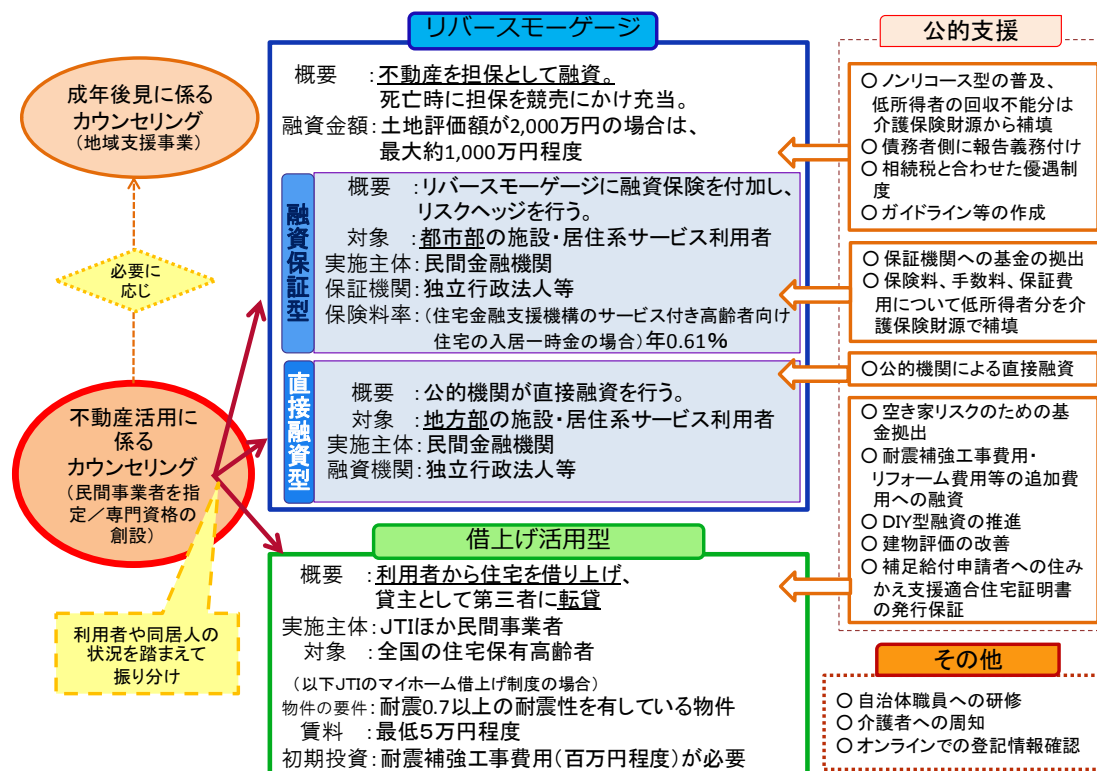 リバースモーゲージ
概要　：不動産を担保として融資。
死亡時に担保を競売にかけ充当。
融資金額：土地評価額が2,000万円の場合は、
最大約1,000万円程度
融資保証型
概要　：リバースモーゲージに融資保険を付加し、
リスクヘッジを行う。
対象　：都市部の施設・居住系サービス利用者
実施主体：民間金融機関
保証機関：独立行政法人等
保険料率：（住宅金融支援機構のサービス付き高齢者向け
住宅の入居一時金の場合）年0.61％
直接融資型
概要　：公的機関が直接融資を行う。
対象　：地方部の施設・居住系サービス利用者
実施主体：民間金融機関
融資機関：独立行政法人等
借上げ活用型
概要　：利用者から住宅を借り上げ、
貸主として第三者に転貸
実施主体：JTIほか民間事業者
対象　：全国の住宅保有高齢者
（以下JTIのマイホーム借上げ制度の場合）
物件の要件：耐震0.7以上の耐震性を有している物件
賃料　：最低５万円程度
初期投資：耐震補強工事費用（百万円程度）が必要
成年後見に係る
カウンセリング
（地域支援事業）
必要に
応じ
不動産活用に
係る
カウンセリング
（民間事業者を指
定／専門資格の
創設）
利用者や同居人の
状況を踏まえて
振り分け
公的支援
○ ノンリコース型の普及、
低所得者の回収不能分は
介護保険財源から補填
○ 債務者側に報告義務付け
○ 相続税と合わせた優遇制
度
○ ガイドライン等の作成
○ 保証機関への基金の拠出
○ 保険料、手数料、保証費
用について低所得者分を介
護保険財源で補填
○公的機関による直接融資
○ 空き家リスクのための基
金拠出
○ 耐震補強工事費用・
リフォーム費用等の追加費
用への融資
○ DIY型融資の推進
○ 建物評価の改善
○ 補足給付申請者への住み
かえ支援適合住宅証明書
の発行保証
その他
○ 自治体職員への研修
○ 介護者への周知
○ オンラインでの登記情報確認